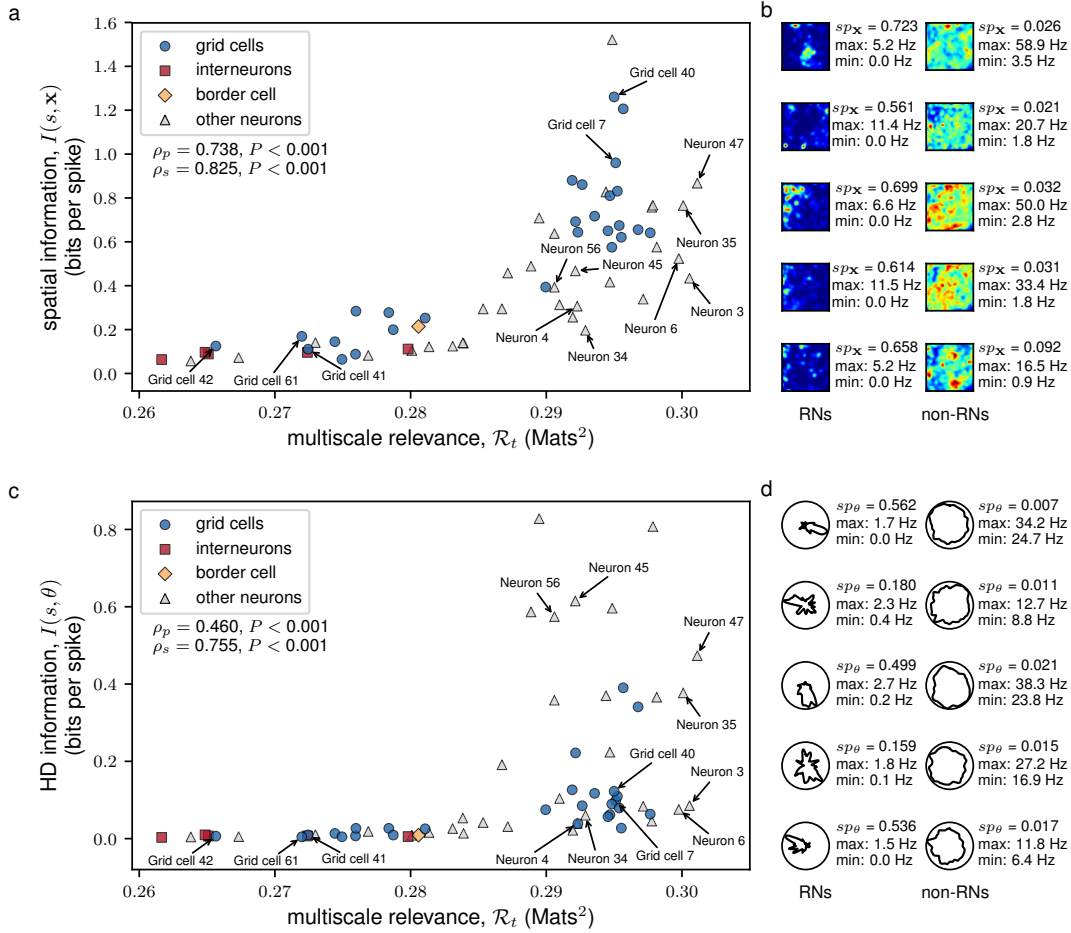 a
spatial information, I(s, x)
(bits per spike)
1.6
1.4
1.2
1.0
0.8
0.6
0.4
0.2
0.0
grid cells
interneurons
border cell
other neurons
ρp = 0.738, P < 0.001
ρs = 0.825, P < 0.001
Grid cell 40
Grid cell 7
Neuron 47
Neuron 35
Neuron 56
Neuron 45
Neuron 3
Neuron 6
Neuron 4
Neuron 34
Grid cell 42
Grid cell 61
Grid cell 41
0.26
0.27
0.28
0.29
0.30
multiscale relevance, ℛt (Mats²)
b
spx = 0.723
max: 5.2 Hz
min: 0.0 Hz
spx = 0.026
max: 58.9 Hz
min: 3.5 Hz
spx = 0.561
max: 11.4 Hz
min: 0.0 Hz
spx = 0.021
max: 20.7 Hz
min: 1.8 Hz
spx = 0.699
max: 6.6 Hz
min: 0.0 Hz
spx = 0.032
max: 50.0 Hz
min: 2.8 Hz
spx = 0.614
max: 11.5 Hz
min: 0.0 Hz
spx = 0.031
max: 33.4 Hz
min: 1.8 Hz
spx = 0.658
max: 5.2 Hz
min: 0.0 Hz
spx = 0.092
max: 16.5 Hz
min: 0.9 Hz
RNs
non-RNs
c
HD information, I(s, θ)
(bits per spike)
0.8
0.6
0.4
0.2
0.0
grid cells
interneurons
border cell
other neurons
ρp = 0.460, P < 0.001
ρs = 0.755, P < 0.001
Neuron 56
Neuron 45
Neuron 47
Neuron 35
Grid cell 40
Neuron 3
Grid cell 42
Grid cell 61
Grid cell 41
Neuron 4
Neuron 34
Grid cell 7
Neuron 6
0.26
0.27
0.28
0.29
0.30
multiscale relevance, ℛt (Mats²)
d
spθ = 0.562
max: 1.7 Hz
min: 0.0 Hz
spθ = 0.007
max: 34.2 Hz
min: 24.7 Hz
spθ = 0.180
max: 2.3 Hz
min: 0.4 Hz
spθ = 0.011
max: 12.7 Hz
min: 8.8 Hz
spθ = 0.499
max: 2.7 Hz
min: 0.2 Hz
spθ = 0.021
max: 38.3 Hz
min: 23.8 Hz
spθ = 0.159
max: 1.8 Hz
min: 0.1 Hz
spθ = 0.015
max: 27.2 Hz
min: 16.9 Hz
spθ = 0.536
max: 1.5 Hz
min: 0.0 Hz
spθ = 0.017
max: 11.8 Hz
min: 6.4 Hz
RNs
non-RNs